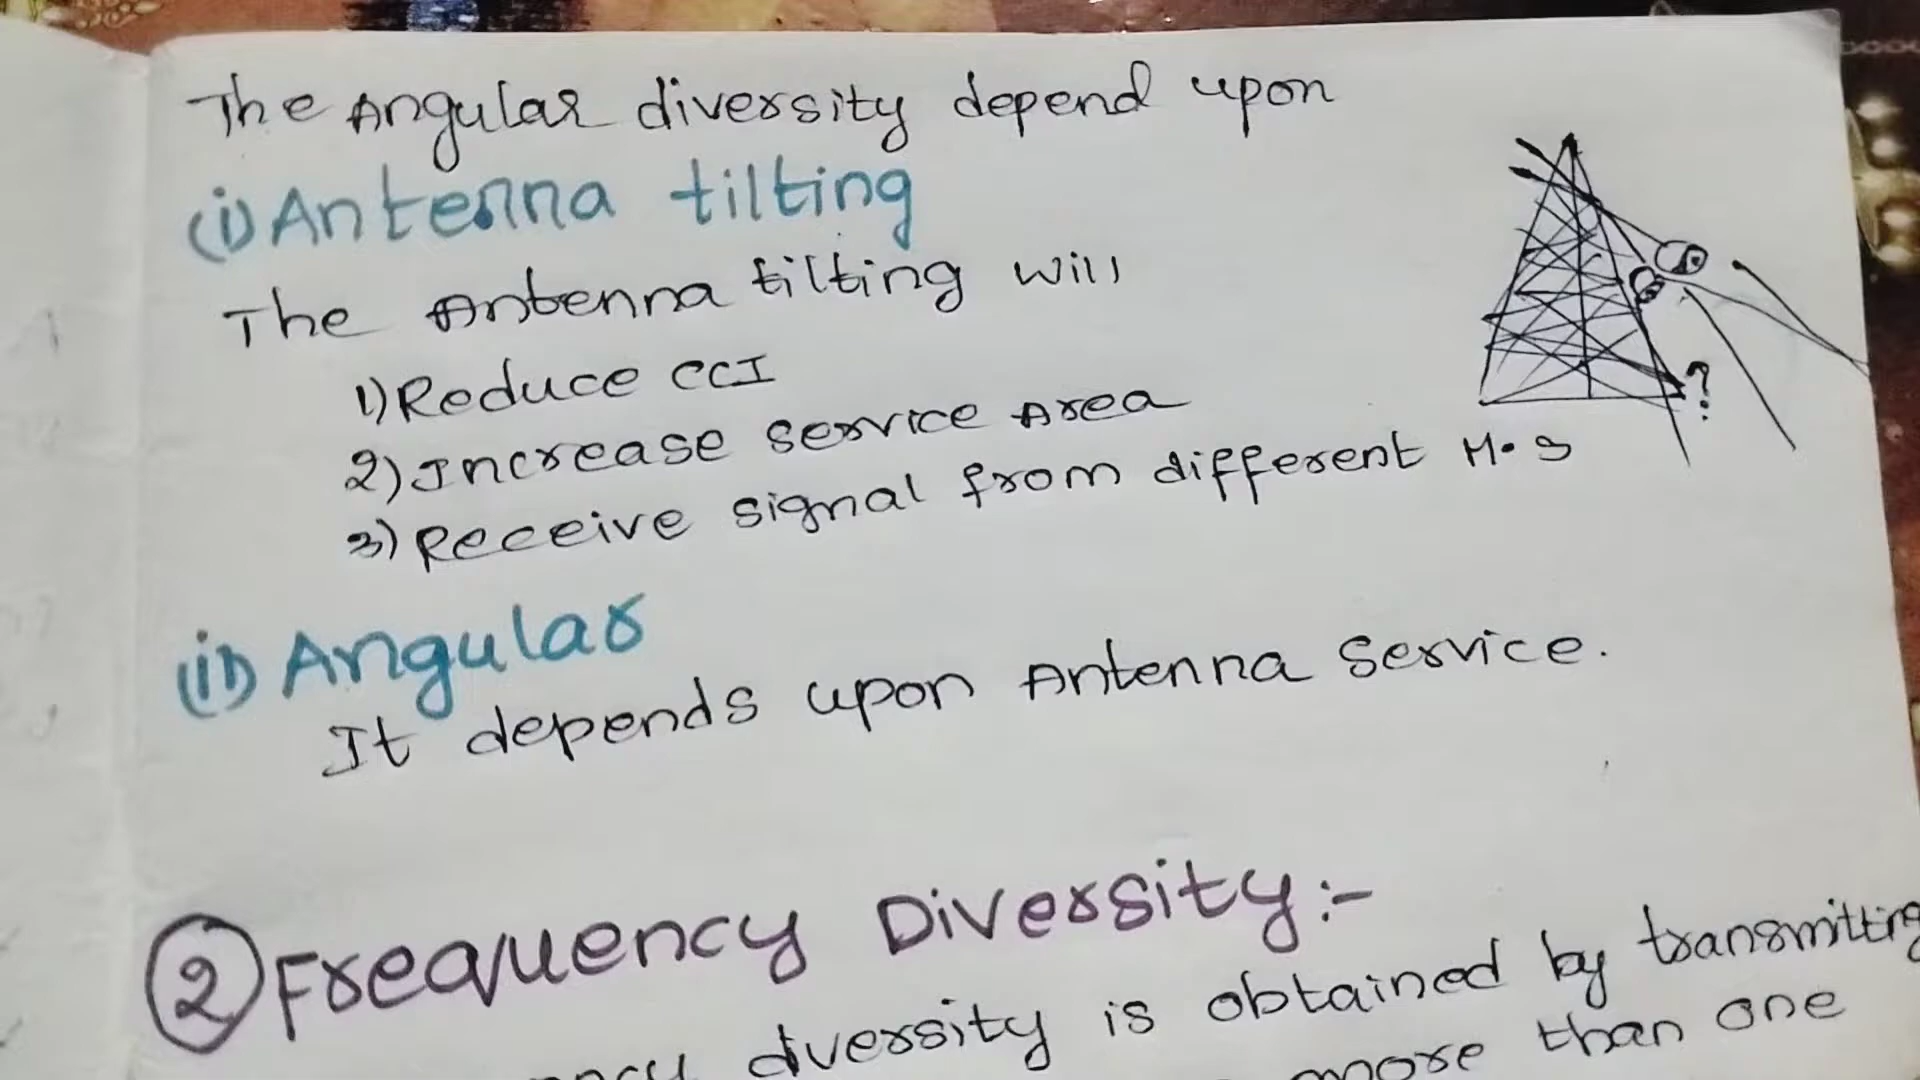 The Angular diversity depend upon
(i) Antenna tilting
The Antenna tilting will
1) Reduce CCI
2) Increase service Area
3) Receive signal from different M.S
?
(ii) Angular
It depends upon Antenna Service.
② Frequency Diversity:-
diversity is obtained by transmitting
more than one